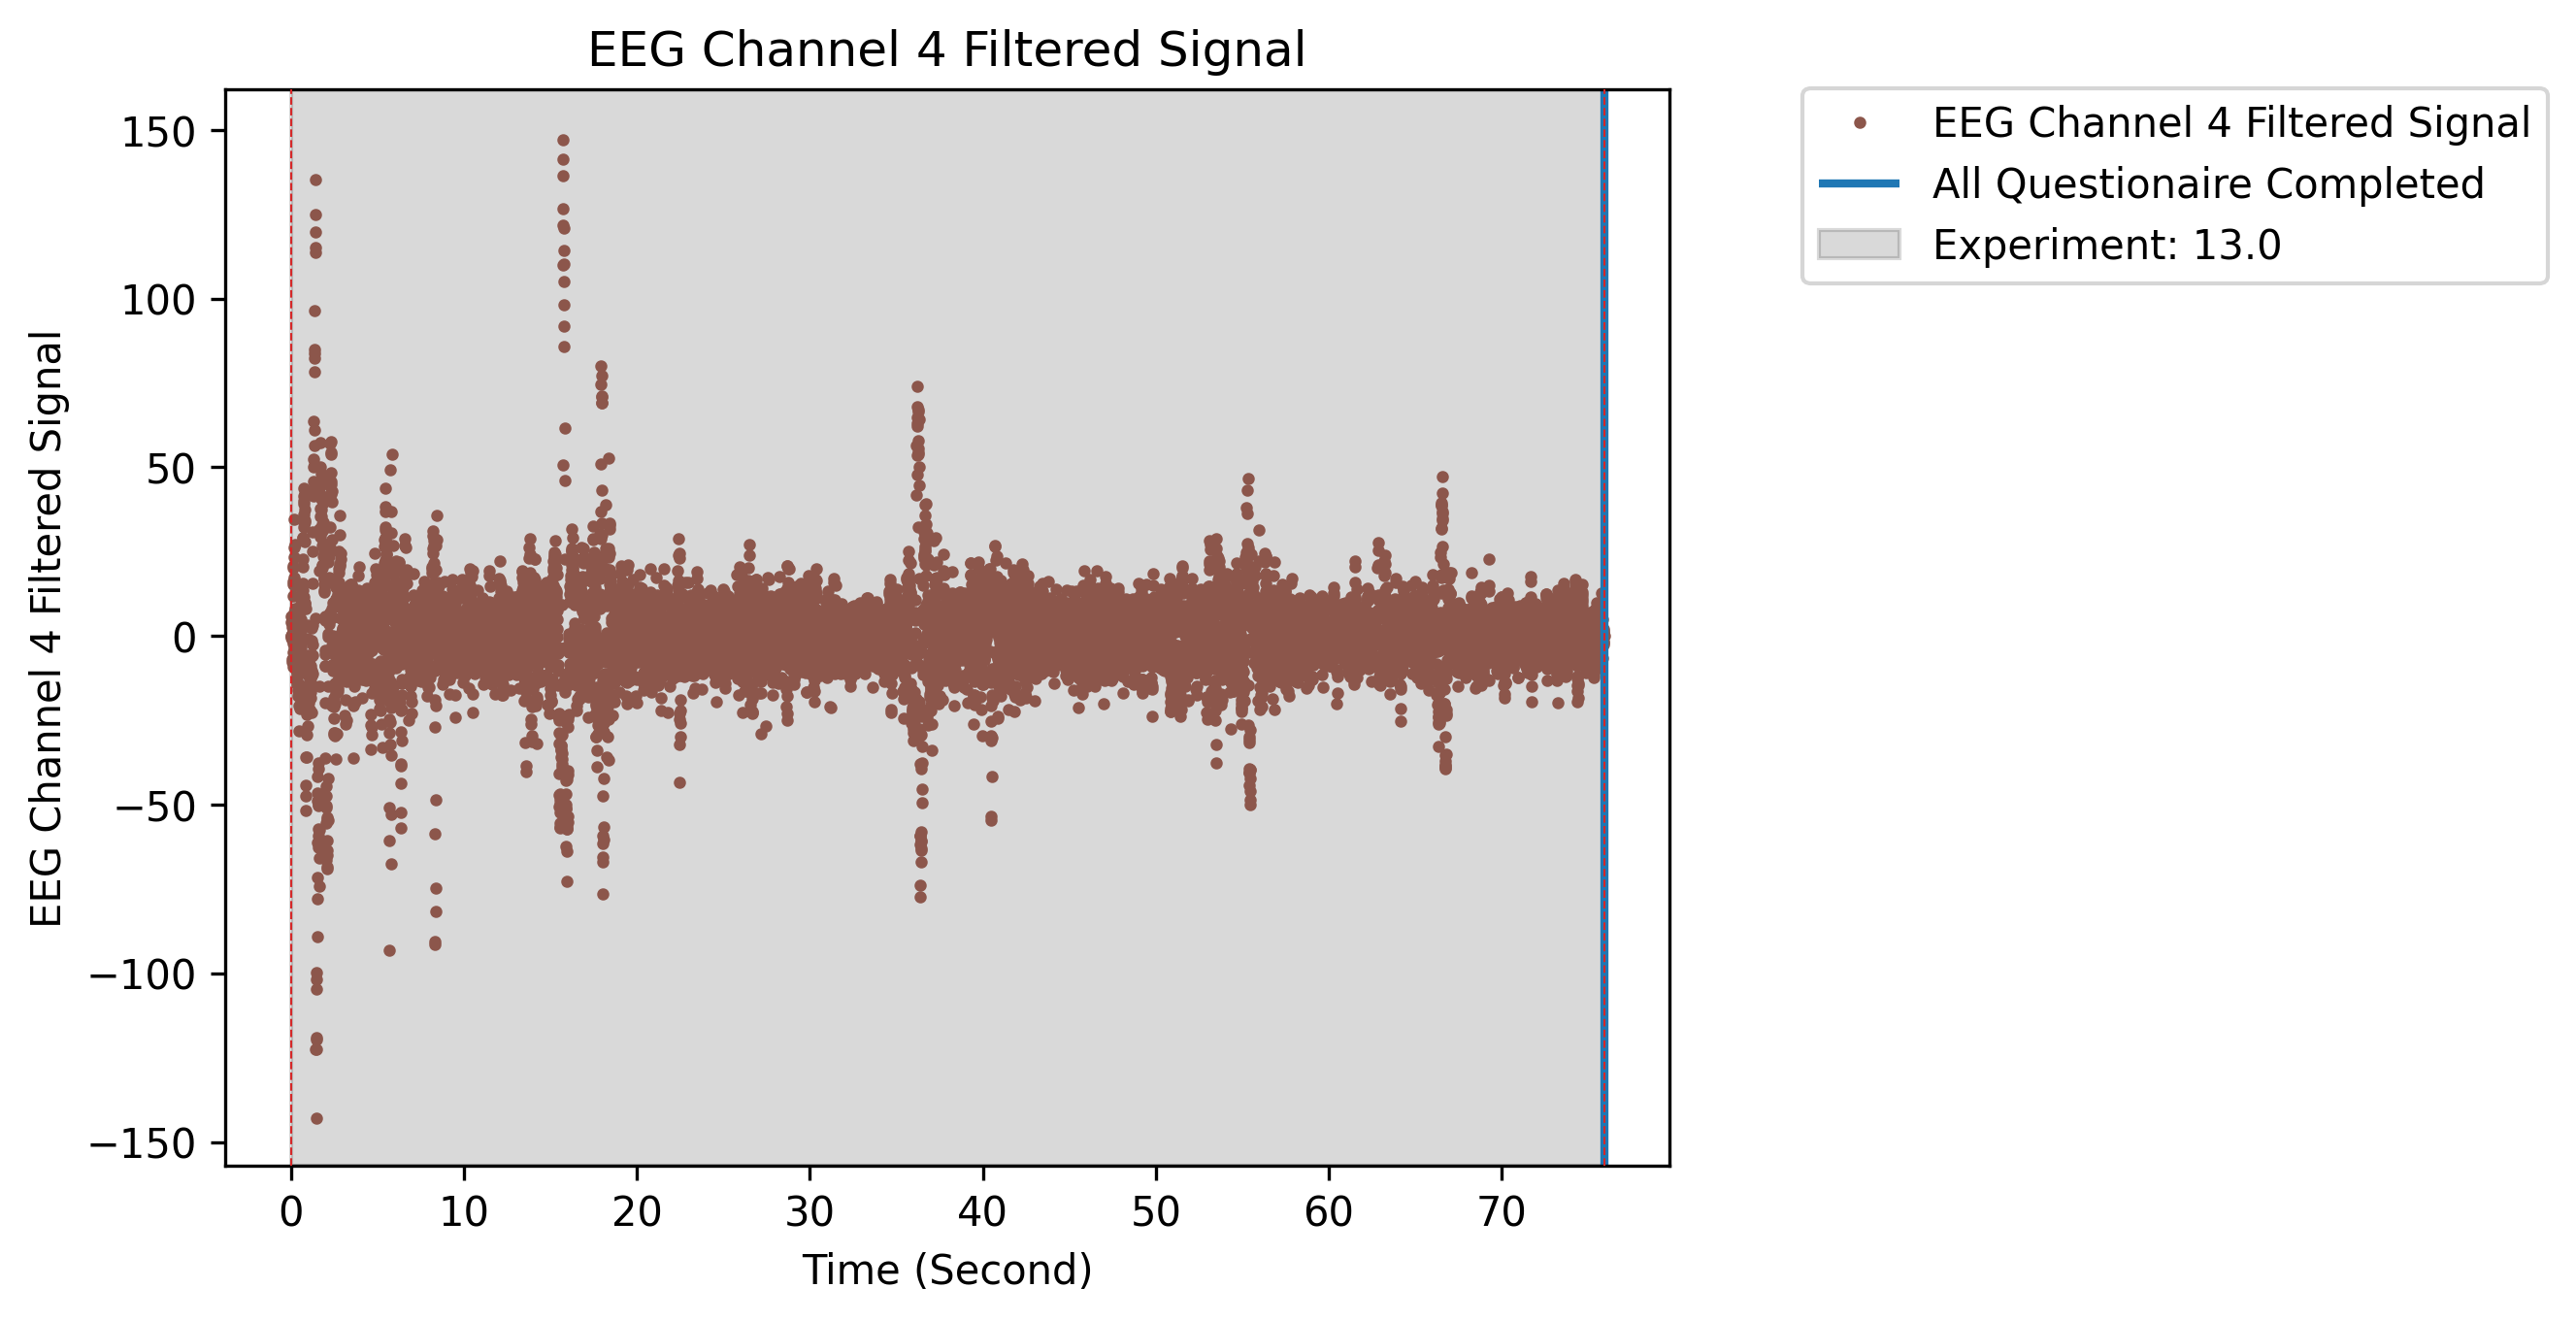 EEG Channel 4 Filtered Signal
EEG Channel 4 Filtered Signal
150
100
50
0
−50
−100
−150
0 10 20 30 40 50 60 70
Time (Second)
EEG Channel 4 Filtered Signal
All Questionaire Completed
Experiment: 13.0